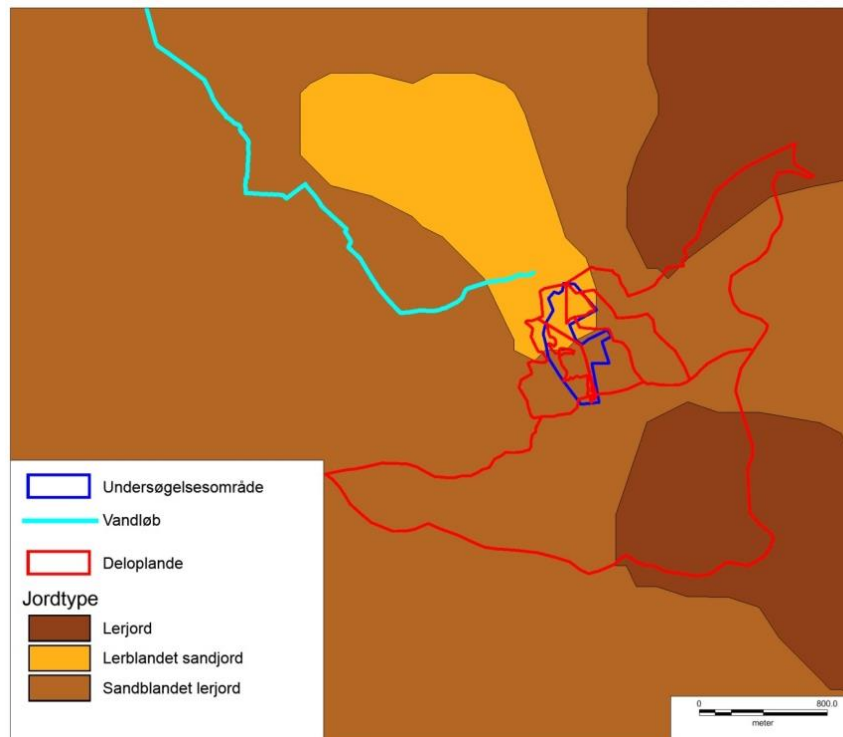 Undersøgelsesområde
Vandløb
Deloplande
Jordtype
Lerjord
Lerblandet sandjord
Sandblandet lerjord
0 800.0
meter